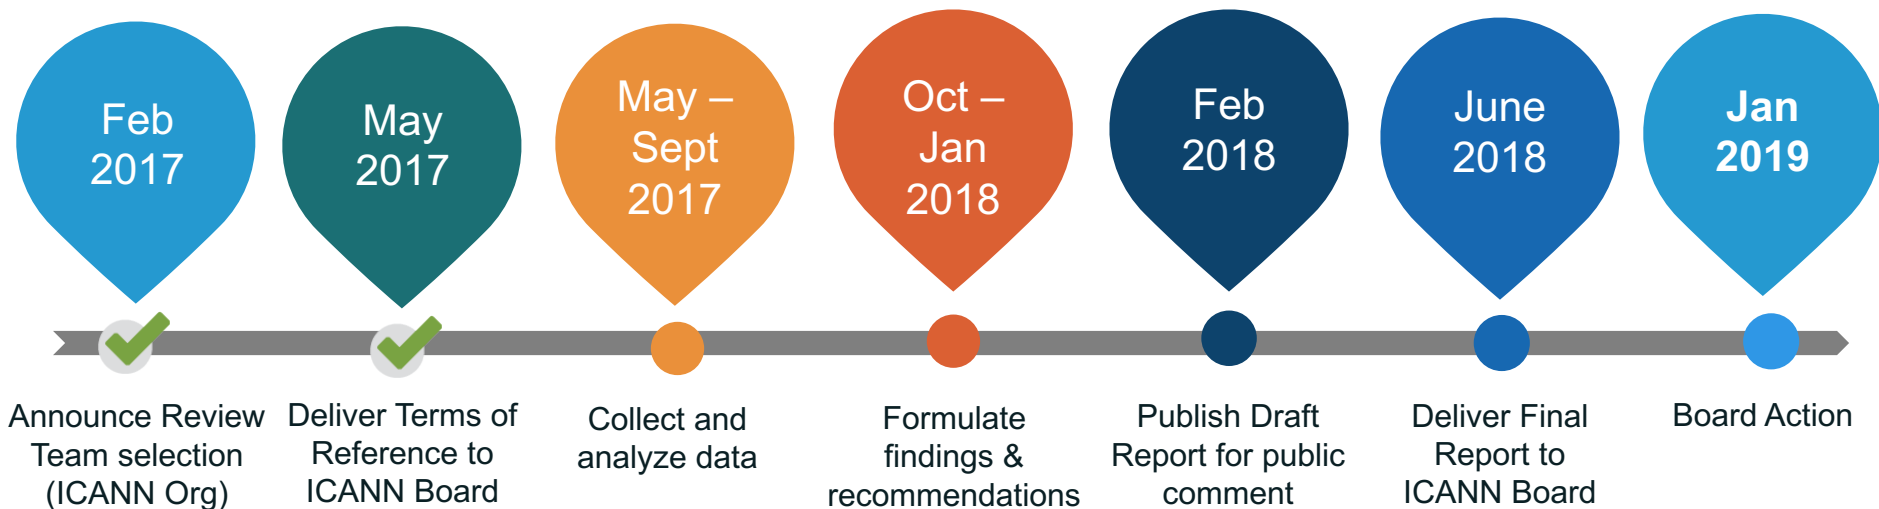 Feb
2017
May
2017
May –
Sept
2017
Oct –
Jan
2018
Feb
2018
June
2018
Jan
2019
Announce Review
Team selection
(ICANN Org)
Deliver Terms of
Reference to
ICANN Board
Collect and
analyze data
Formulate
findings &
recommendations
Publish Draft
Report for public
comment
Deliver Final
Report to
ICANN Board
Board Action